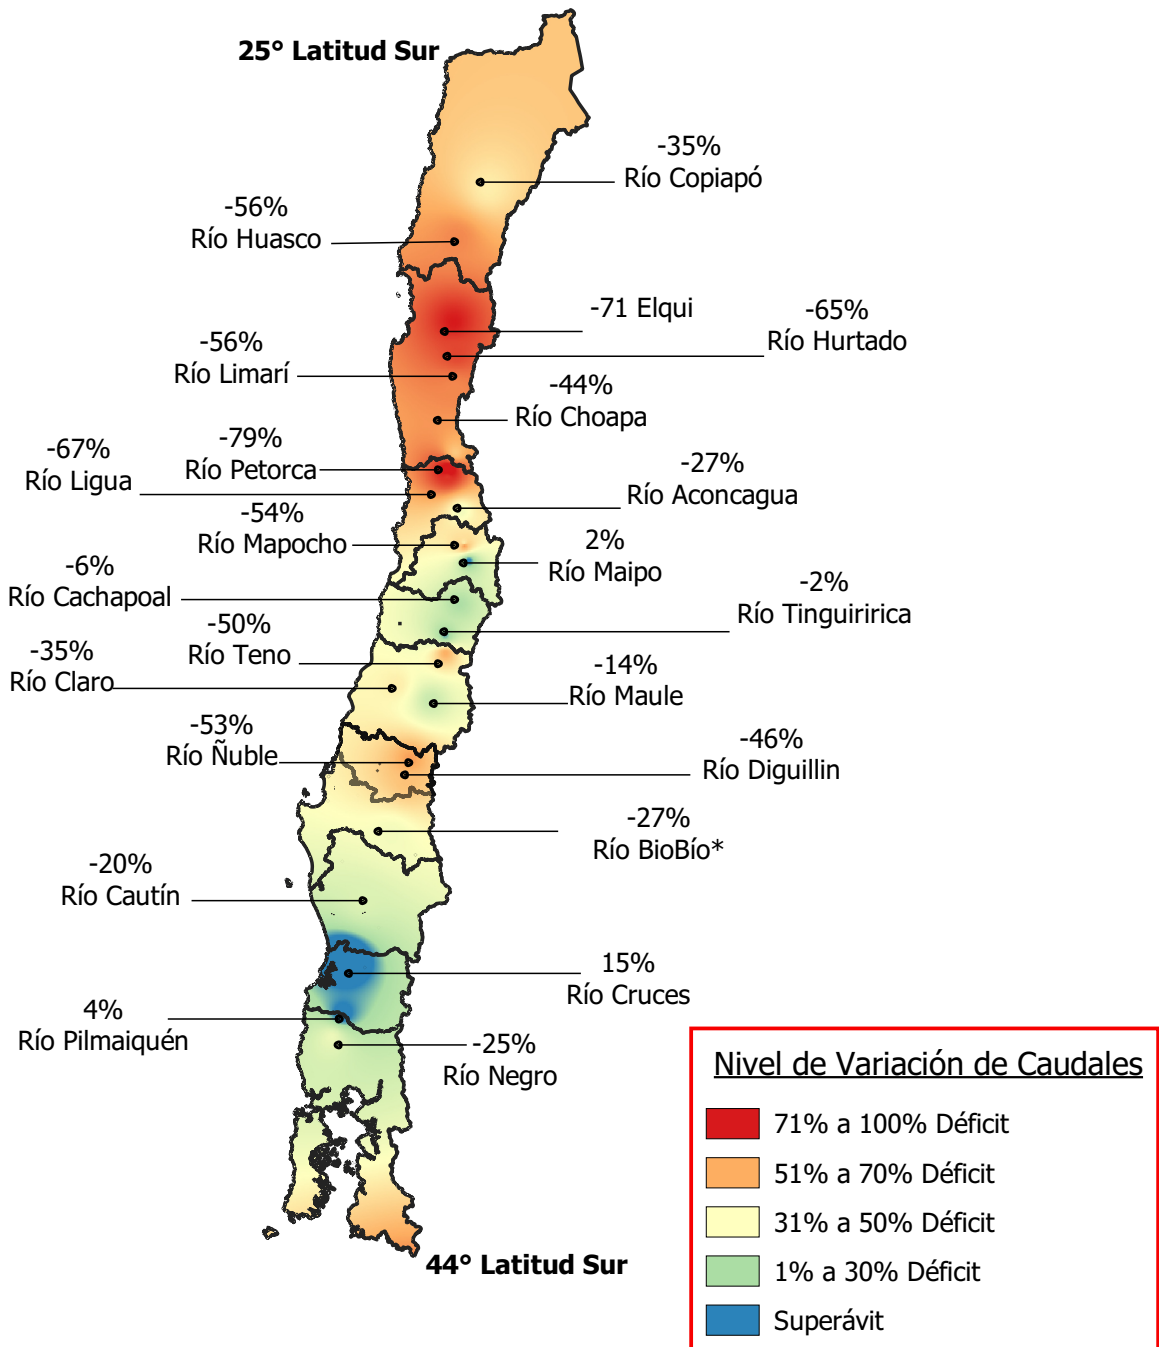 25° Latitud Sur
-35%
Río Copiapó
-56%
Río Huasco
-71 Elqui
-65%
Río Hurtado
-56%
Río Limarí
-44%
Río Choapa
-79%
Río Petorca
-67%
Río Ligua
-27%
Río Aconcagua
-54%
Río Mapocho
2%
Río Maipo
-6%
Río Cachapoal
-2%
Río Tinguiririca
-50%
Río Teno
-35%
Río Claro
-14%
Río Maule
-53%
Río Ñuble
-46%
Río Diguillin
-27%
Río BioBío*
-20%
Río Cautín
15%
Río Cruces
4%
Río Pilmaiquén
-25%
Río Negro
44° Latitud Sur
Nivel de Variación de Caudales
71% a 100% Déficit
51% a 70% Déficit
31% a 50% Déficit
1% a 30% Déficit
Superávit